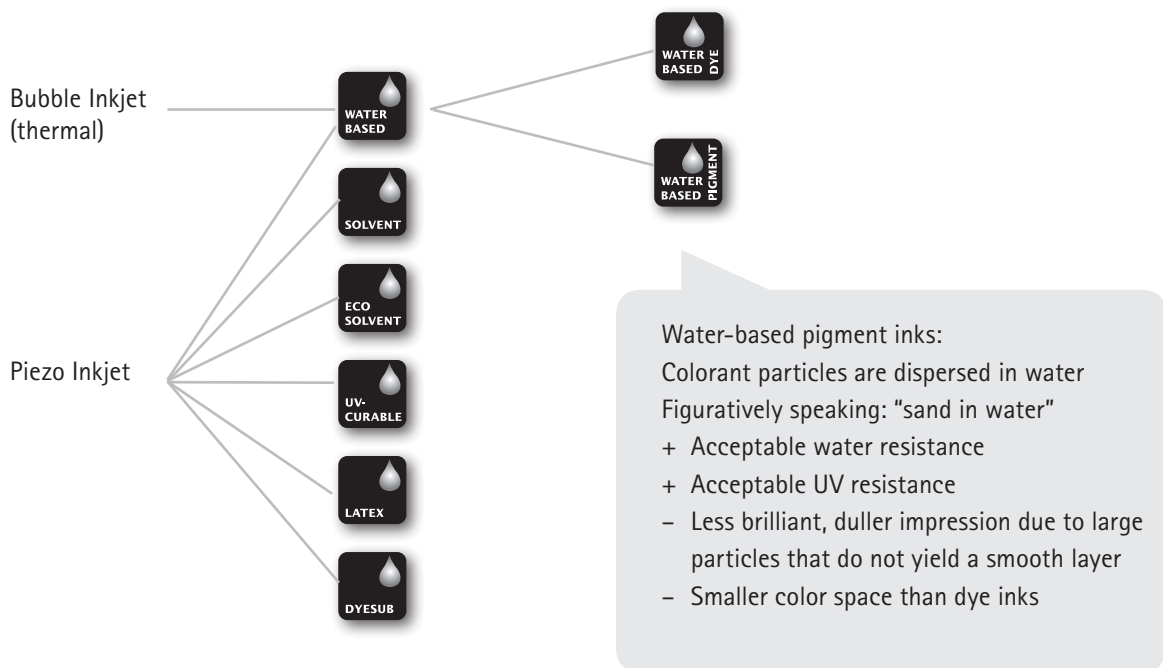 WATER
BASED
DYE
Bubble Inkjet
(thermal)
WATER
BASED
WATER
BASED
PIGMENT
SOLVENT
ECO
SOLVENT
Piezo Inkjet
UV-
CURABLE
LATEX
DYESUB
Water-based pigment inks:
Colorant particles are dispersed in water
Figuratively speaking: “sand in water”
+ Acceptable water resistance
+ Acceptable UV resistance
– Less brilliant, duller impression due to large
particles that do not yield a smooth layer
– Smaller color space than dye inks